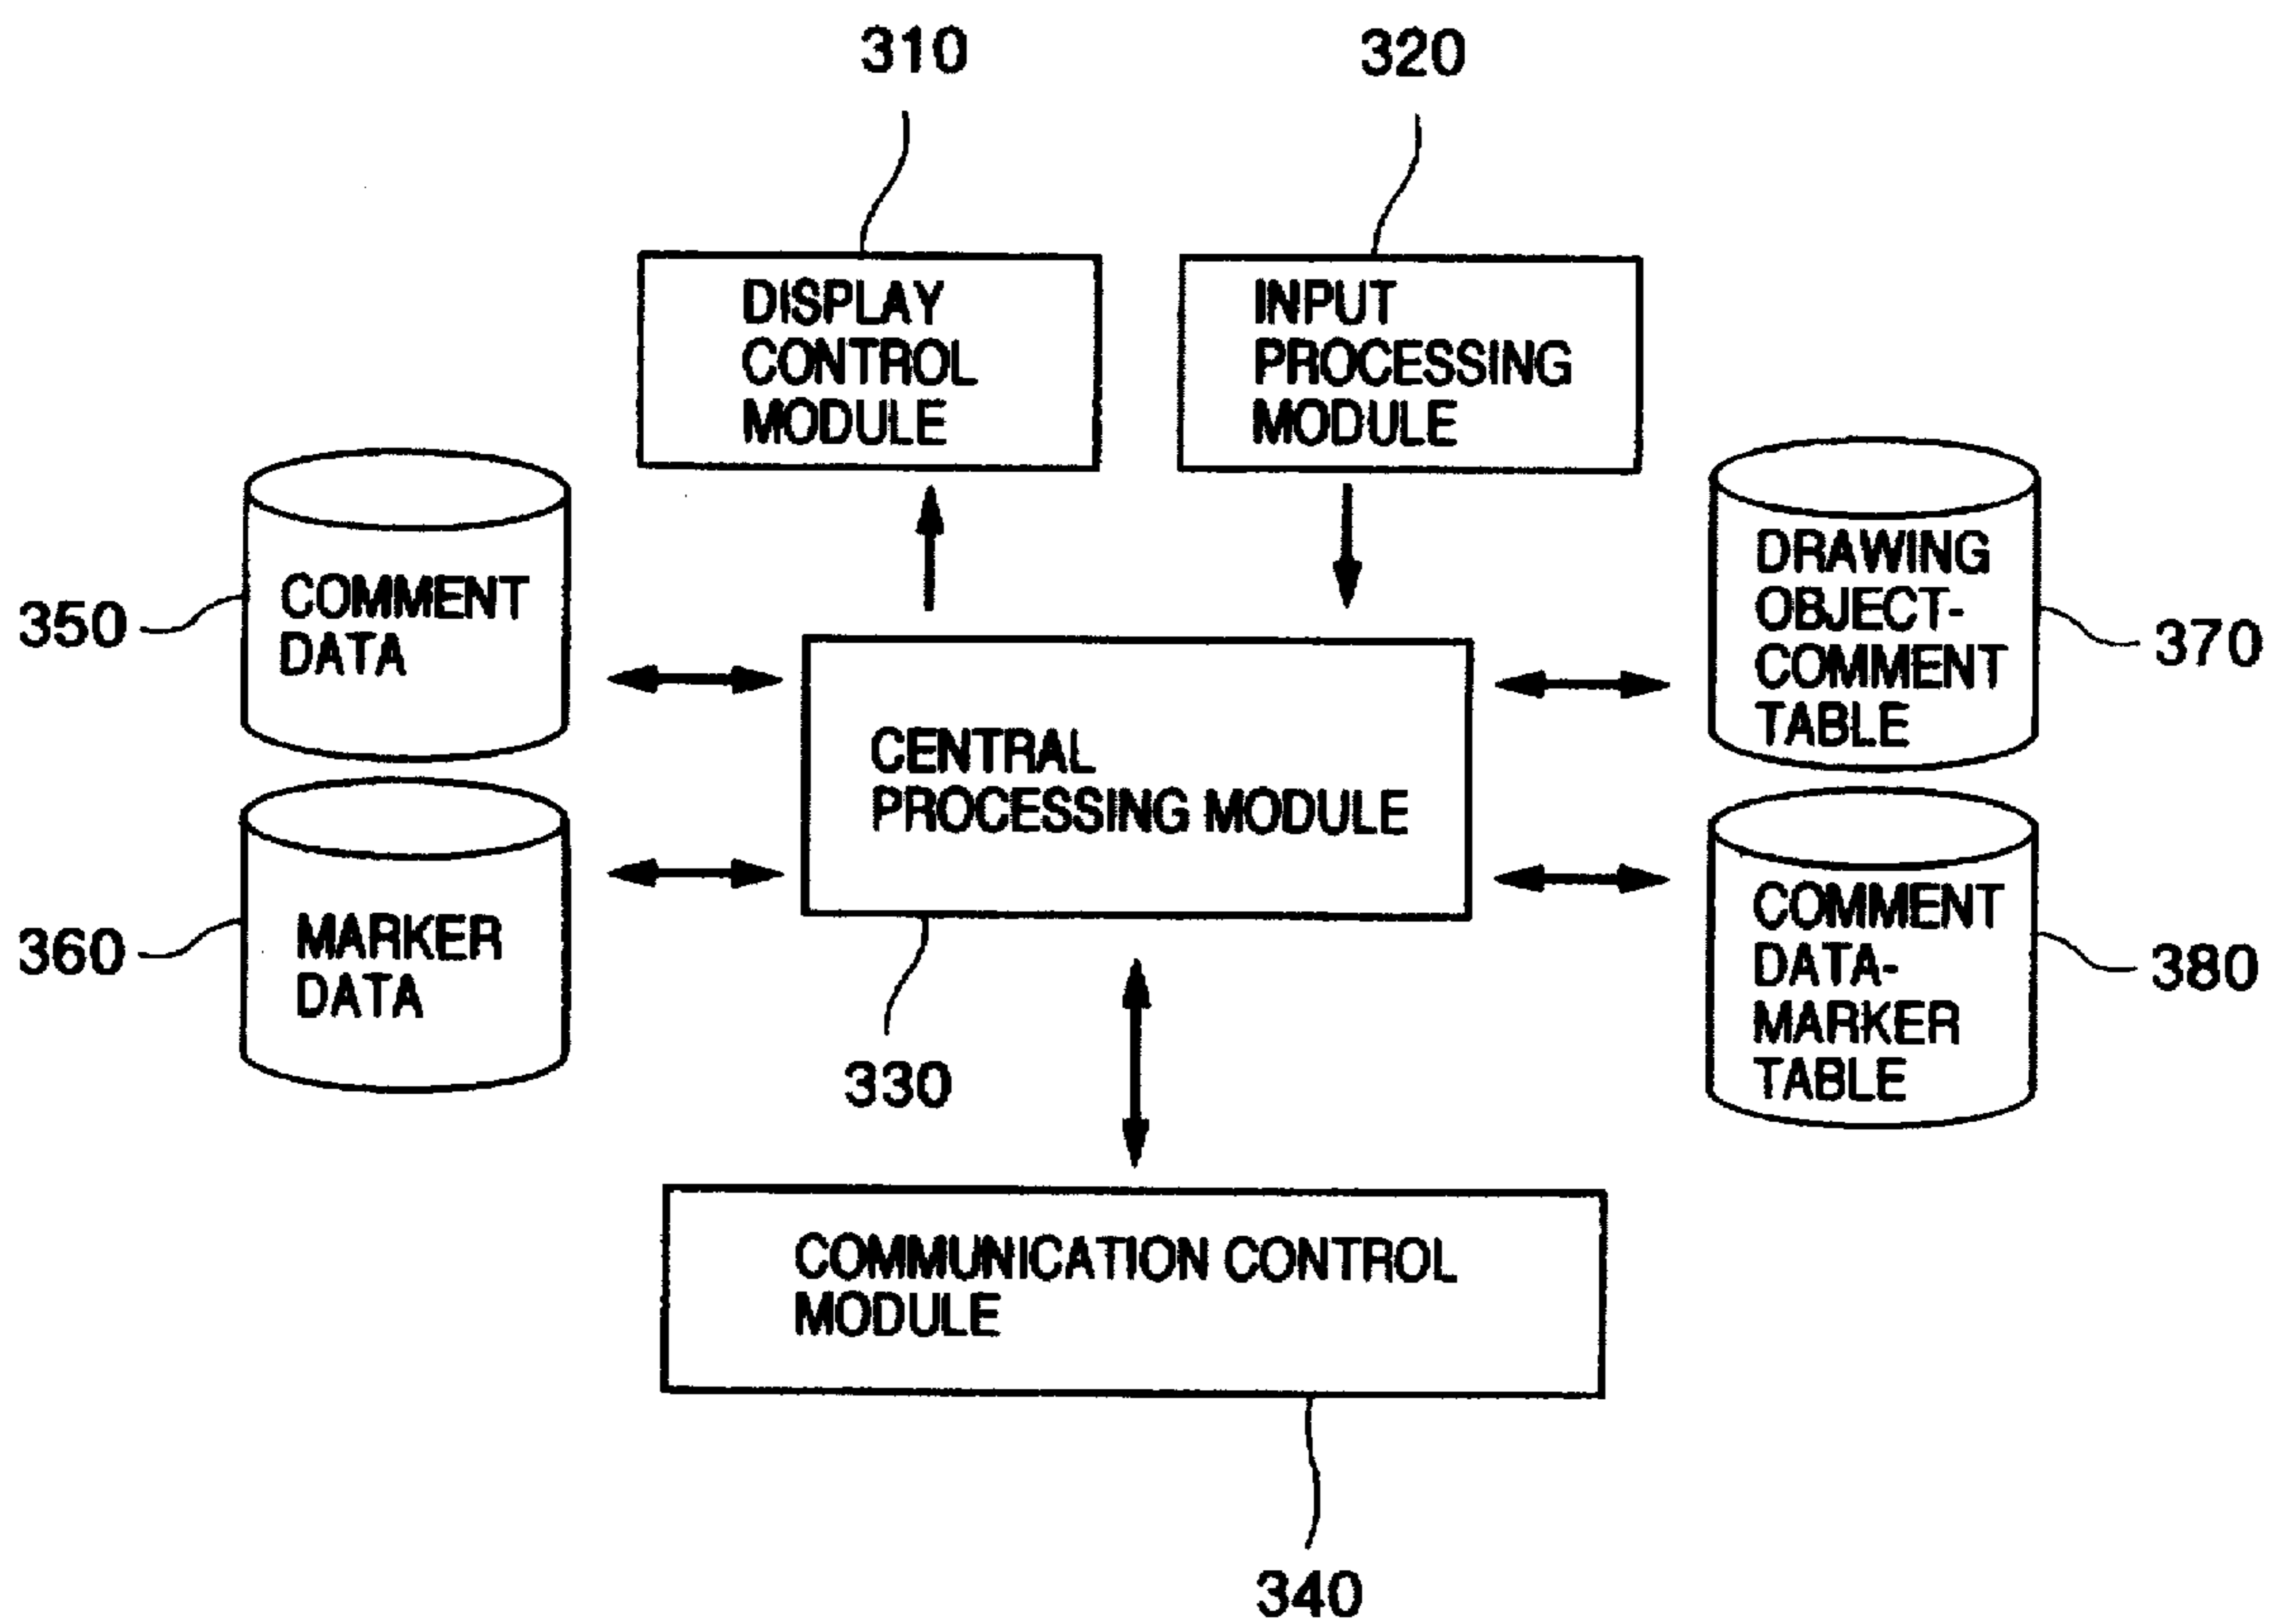 310
320
DISPLAY
CONTROL
MODULE
INPUT
PROCESSING
MODULE
350
COMMENT
DATA
DRAWING
OBJECT-
COMMENT
TABLE
370
CENTRAL
PROCESSING MODULE
360
MARKER
DATA
COMMENT
DATA-
MARKER
TABLE
380
330
COMMUNICATION CONTROL
MODULE
340